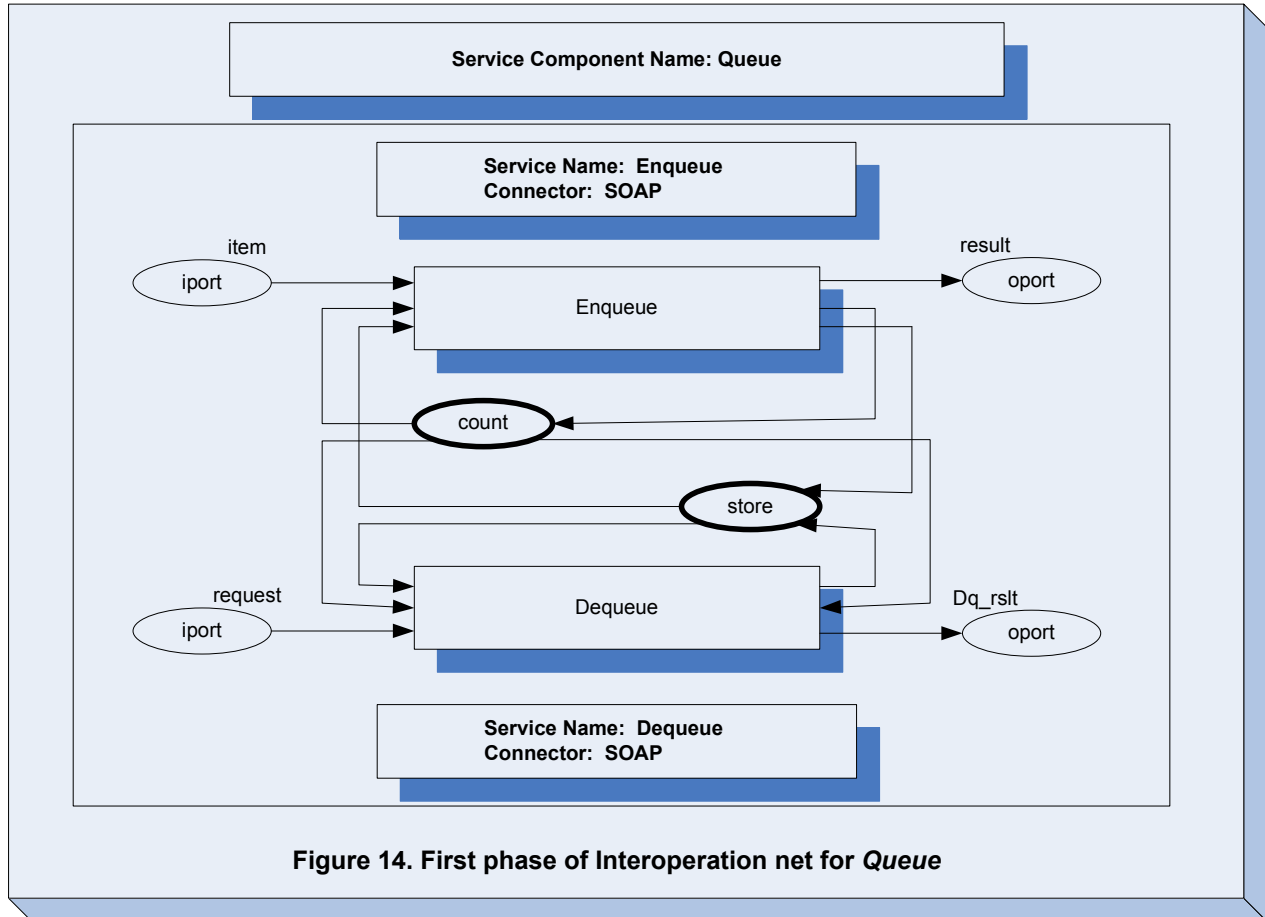 Service Component Name: Queue
Service Name: Enqueue
Connector: SOAP
item
result
iport
Enqueue
oport
count
store
request
Dq_rslt
iport
Dequeue
oport
Service Name: Dequeue
Connector: SOAP
Figure 14. First phase of Interoperation net for Queue